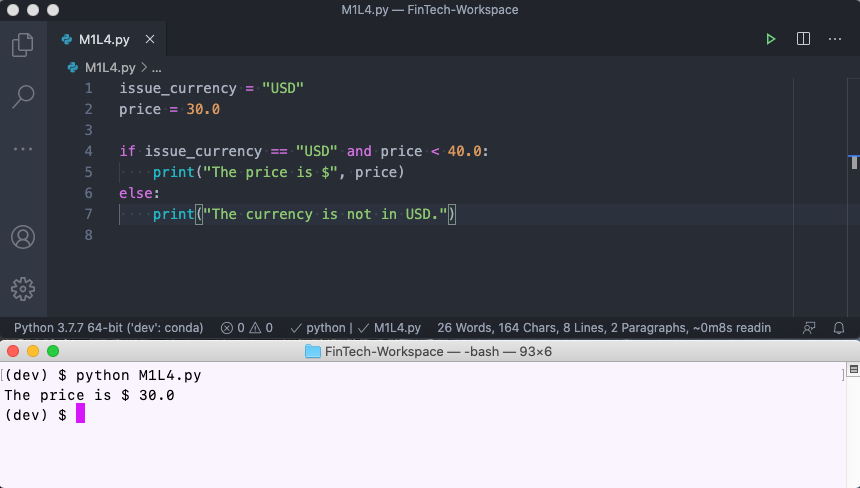 M1L4.py — FinTech-Workspace
M1L4.py ×
M1L4.py > ...
1 issue_currency = "USD"
2 price = 30.0
3
4 if issue_currency == "USD" and price < 40.0:
5 print("The price is $", price)
6 else:
7 print("The currency is not in USD.")
8
Python 3.7.7 64-bit ('dev': conda) 0 0 ✓ python | ✓ M1L4.py 26 Words, 164 Chars, 8 Lines, 2 Paragraphs, ~0m8s readin
FinTech-Workspace — -bash — 93×6
[(dev) $ python M1L4.py ]
The price is $ 30.0
(dev) $